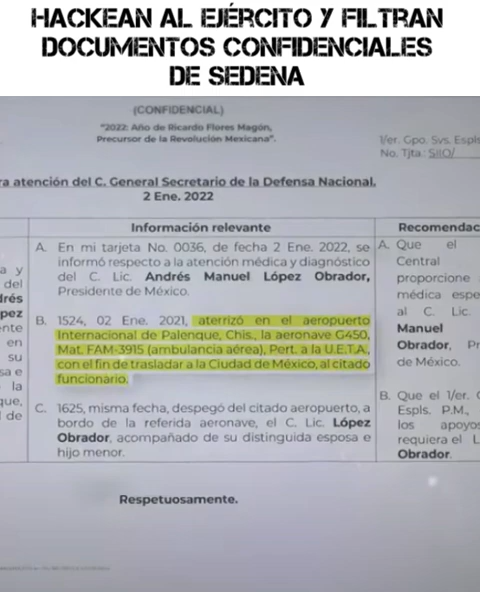 HACKEAN AL EJÉRCITO Y FILTRAN
DOCUMENTOS CONFIDENCIALES
DE SEDENA
(CONFIDENCIAL)
"2022: Año de Ricardo Flores Magón,
Precursor de la Revolución Mexicana".
1/er. Gpo. Svs. Espls.
No. Tjta.: SIIO/
ra atención del C. General Secretario de la Defensa Nacional,
2 Ene. 2022
Información relevante
A. En mi tarjeta No. 0036, de fecha 2 Ene. 2022, se
informó respecto a la atención médica y diagnóstico
del C. Lic. Andrés Manuel López Obrador,
Presidente de México.
B. 1524, 02 Ene. 2021, aterrizó en el aeropuerto
Internacional de Palenque, Chis., la aeronave G450,
Mat. FAM-3915 (ambulancia aérea), Pert. a la U.E.T.A.,
con el fin de trasladar a la Ciudad de México, al citado
funcionario.
C. 1625, misma fecha, despegó del citado aeropuerto, a
bordo de la referida aeronave, el C. Lic. López
Obrador, acompañado de su distinguida esposa e
hijo menor.
Recomendac
A. Que el
Central
proporcione
médica espe
al C. Lic.
Manuel
Obrador, Pr
de México.
B. Que el 1/er. G
Espls. P.M.,
los apoyos
requiera el L
Obrador.
a y
del
drés
pez
ente
en
su
sa e
la
que,
l de
Respetuosamente.